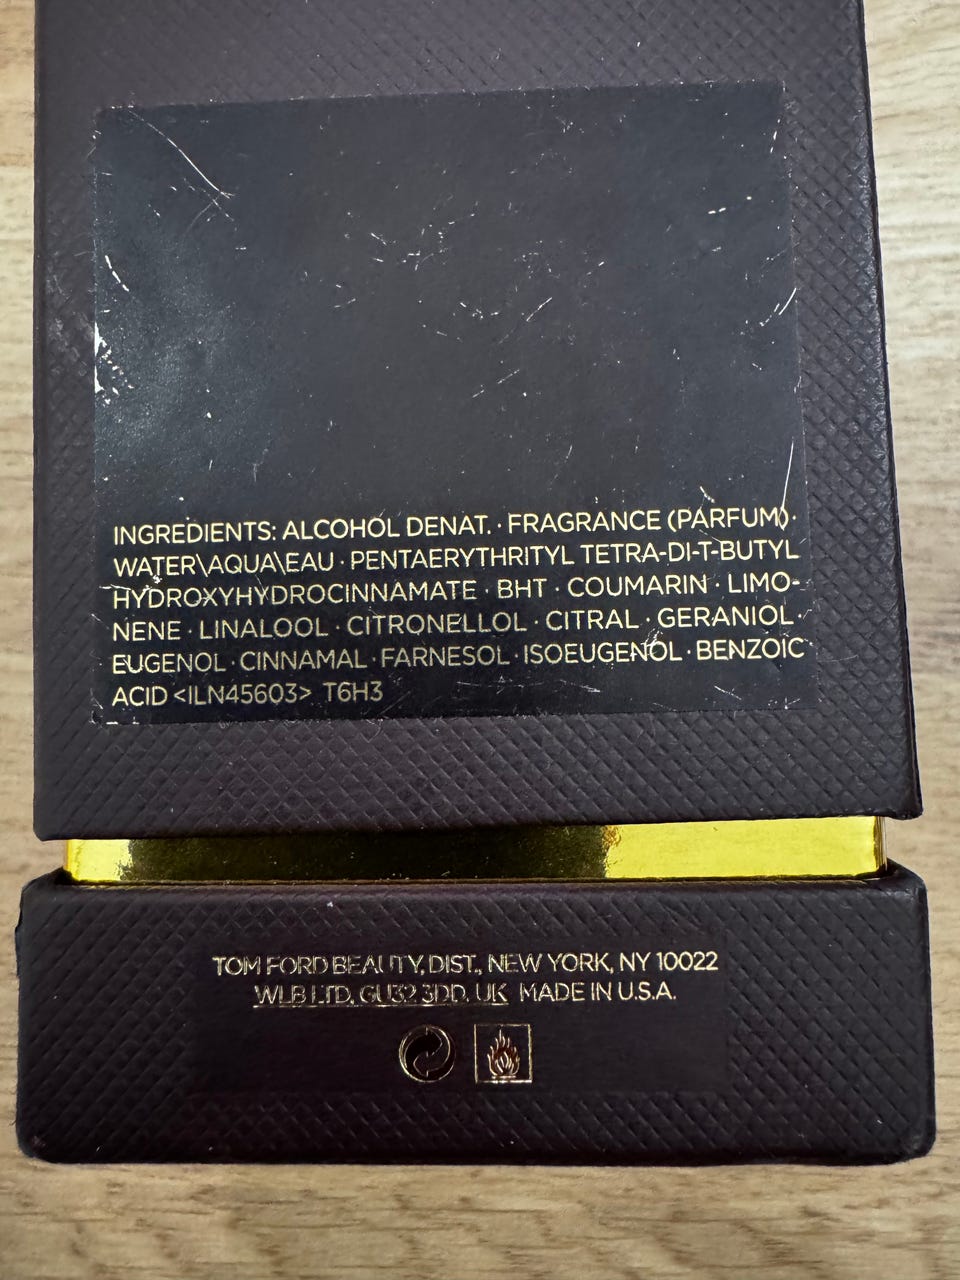 INGREDIENTS: ALCOHOL DENAT. · FRAGRANCE (PARFUM) ·
WATER\AQUA\EAU · PENTAERYTHRITYL TETRA-DI-T-BUTYL
HYDROXYHYDROCINNAMATE · BHT · COUMARIN · LIMO-
NENE · LINALOOL · CITRONELLOL · CITRAL · GERANIOL ·
EUGENOL · CINNAMAL · FARNESOL · ISOEUGENOL · BENZOIC
ACID <ILN45603> T6H3
TOM FORD BEAUTY, DIST., NEW YORK, NY 10022
WLB LTD, GU32 3DD, UK MADE IN U.S.A.